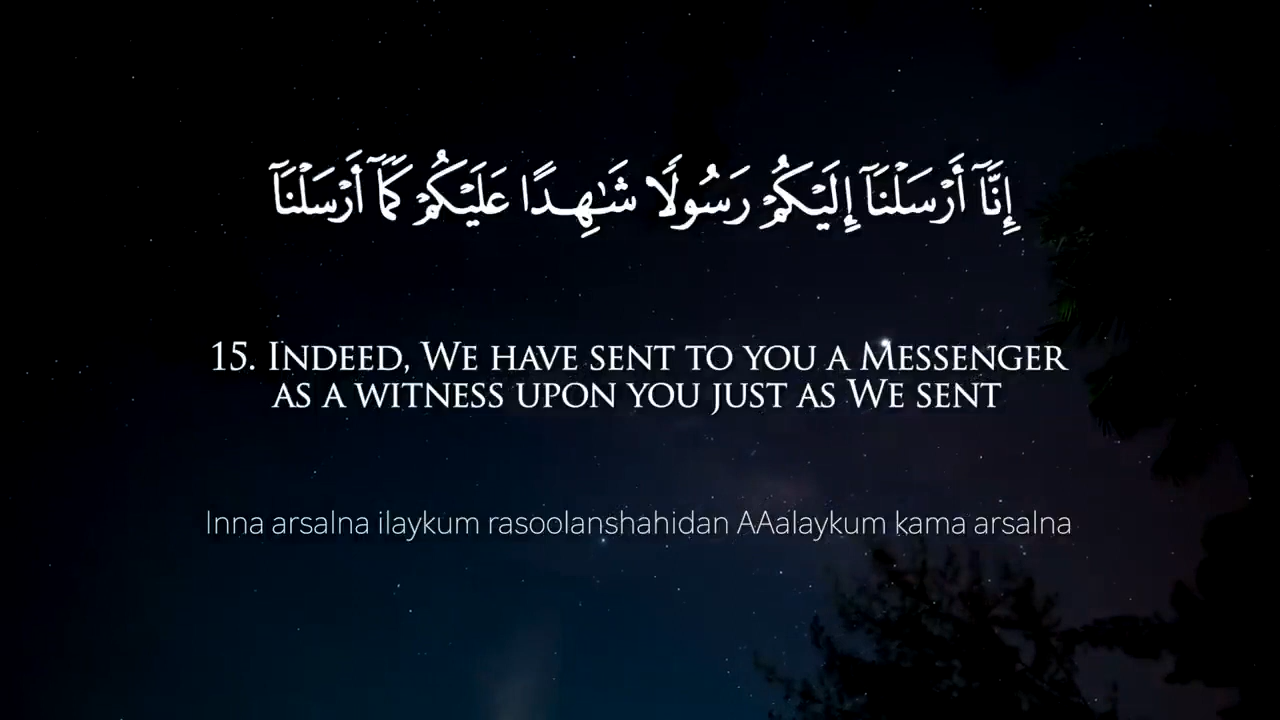 إِنَّآ أَرْسَلْنَآ إِلَيْكُمْ رَسُولًا شَـٰهِـدًا عَلَيْكُمْ كَمَآ أَرْسَلْنَآ
15. INDEED, WE HAVE SENT TO YOU A MESSENGER
AS A WITNESS UPON YOU JUST AS WE SENT
Inna arsalna ilaykum rasoolanshahidan AAalaykum kama arsalna